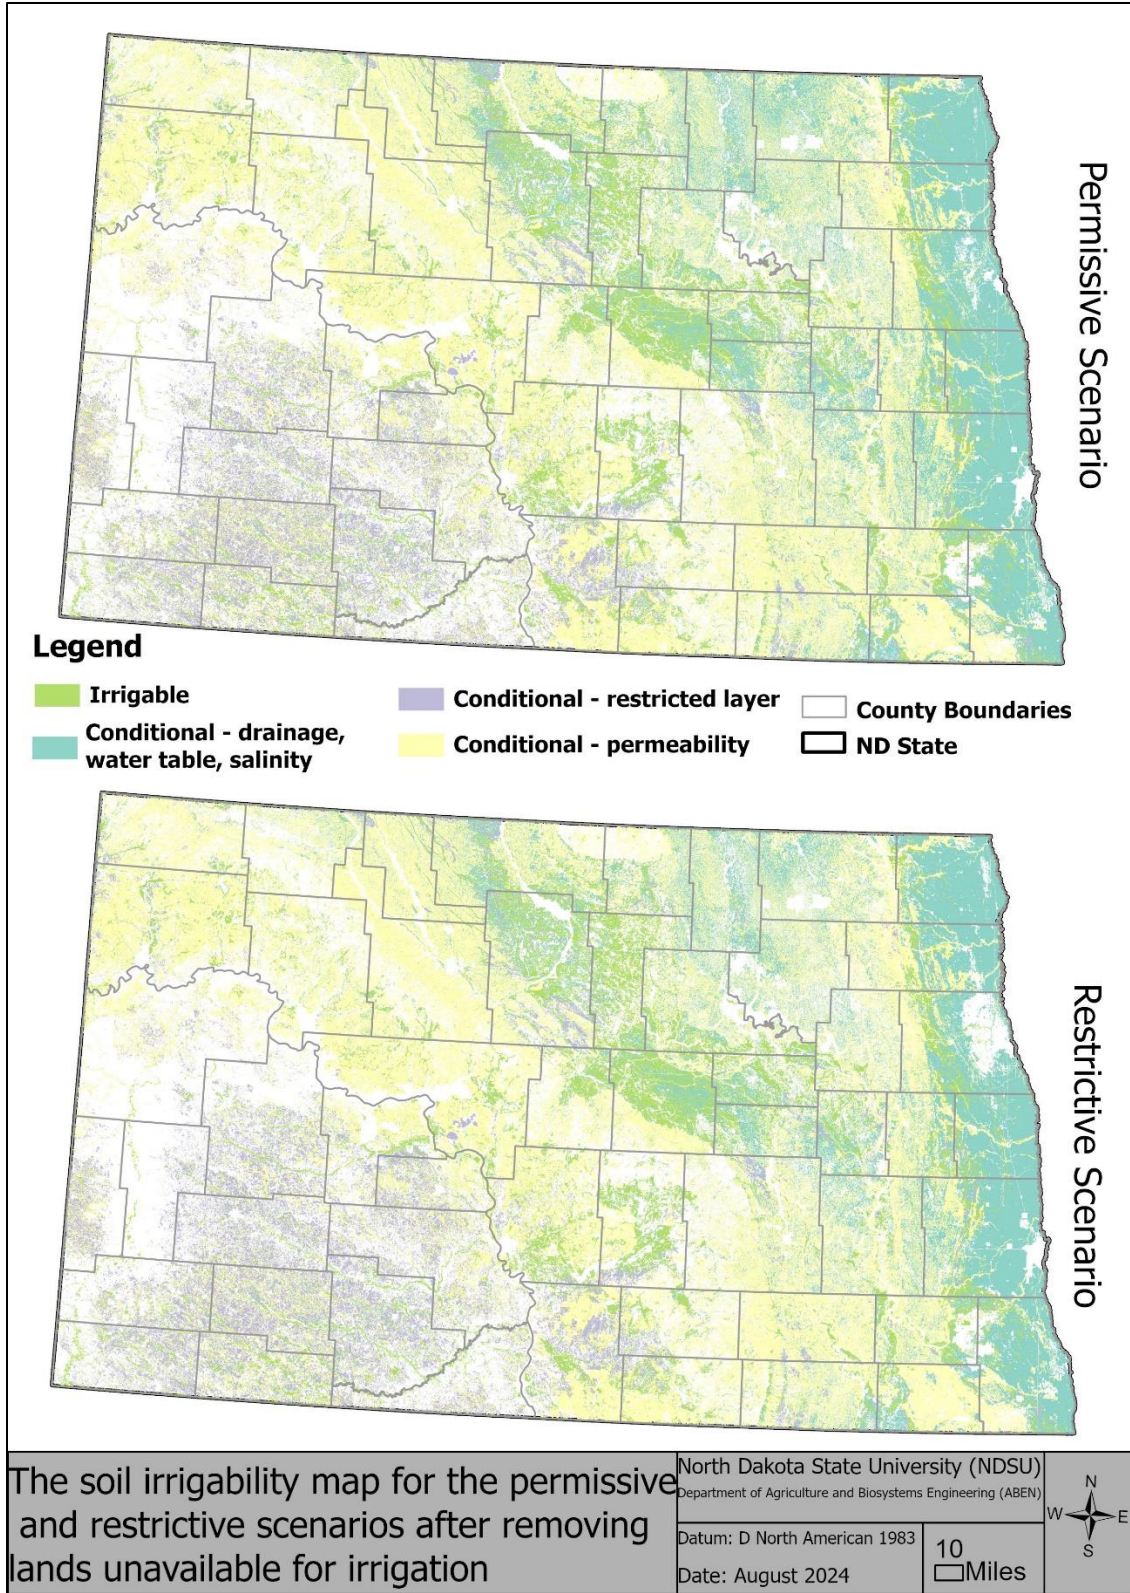 Permissive Scenario
Legend
Irrigable
Conditional - drainage,
water table, salinity
Conditional - restricted layer
Conditional - permeability
County Boundaries
ND State
Restrictive Scenario
The soil irrigability map for the permissive
and restrictive scenarios after removing
lands unavailable for irrigation
North Dakota State University (NDSU)
Department of Agriculture and Biosystems Engineering (ABEN)
Datum: D North American 1983
Date: August 2024
10
Miles
N
W E
S